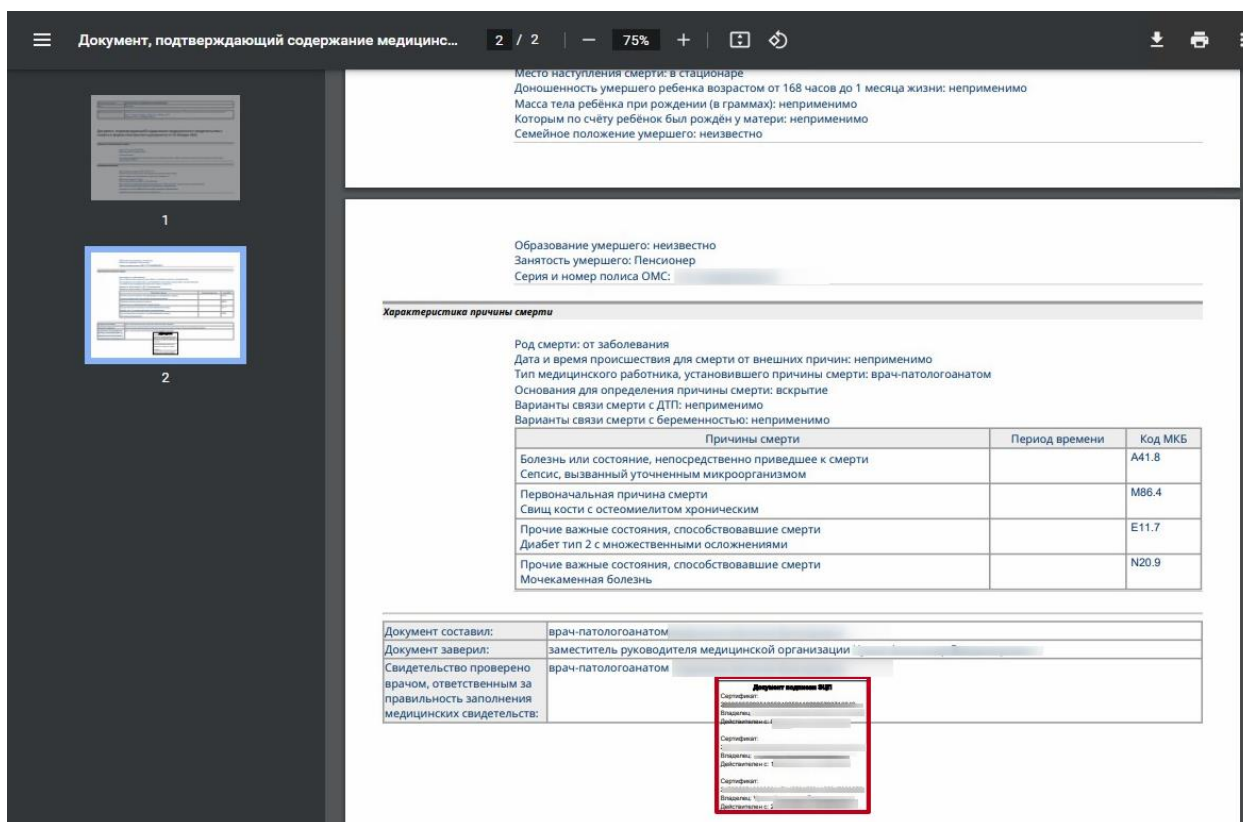 Документ, подтверждающий содержание медицинс...
2 / 2
75%
1
2
Место наступления смерти: в стационаре
Доношенность умершего ребенка возрастом от 168 часов до 1 месяца жизни: неприменимо
Масса тела ребёнка при рождении (в граммах): неприменимо
Которым по счёту ребёнок был рождён у матери: неприменимо
Семейное положение умершего: неизвестно
Образование умершего: неизвестно
Занятость умершего: Пенсионер
Серия и номер полиса ОМС:
Характеристика причины смерти
Род смерти: от заболевания
Дата и время происшествия для смерти от внешних причин: неприменимо
Тип медицинского работника, установившего причины смерти: врач-патологоанатом
Основания для определения причины смерти: вскрытие
Варианты связи смерти с ДТП: неприменимо
Варианты связи смерти с беременностью: неприменимо
Причины смерти Период времени Код МКБ
Болезнь или состояние, непосредственно приведшее к смерти A41.8
Сепсис, вызванный уточненным микроорганизмом
Первоначальная причина смерти M86.4
Свищ кости с остеомиелитом хроническим
Прочие важные состояния, способствовавшие смерти E11.7
Диабет тип 2 с множественными осложнениями
Прочие важные состояния, способствовавшие смерти N20.9
Мочекаменная болезнь
Документ составил: врач-патологоанатом
Документ заверил: заместитель руководителя медицинской организации
Свидетельство проверено врач-патологоанатом
врачом, ответственным за
правильность заполнения
медицинских свидетельств:
Документ подписан ЭЦП
Сертификат:
Владелец
Действителен с:
Сертификат:
Владелец:
Действителен с: 1
Сертификат:
Владелец
Действителен с: 2